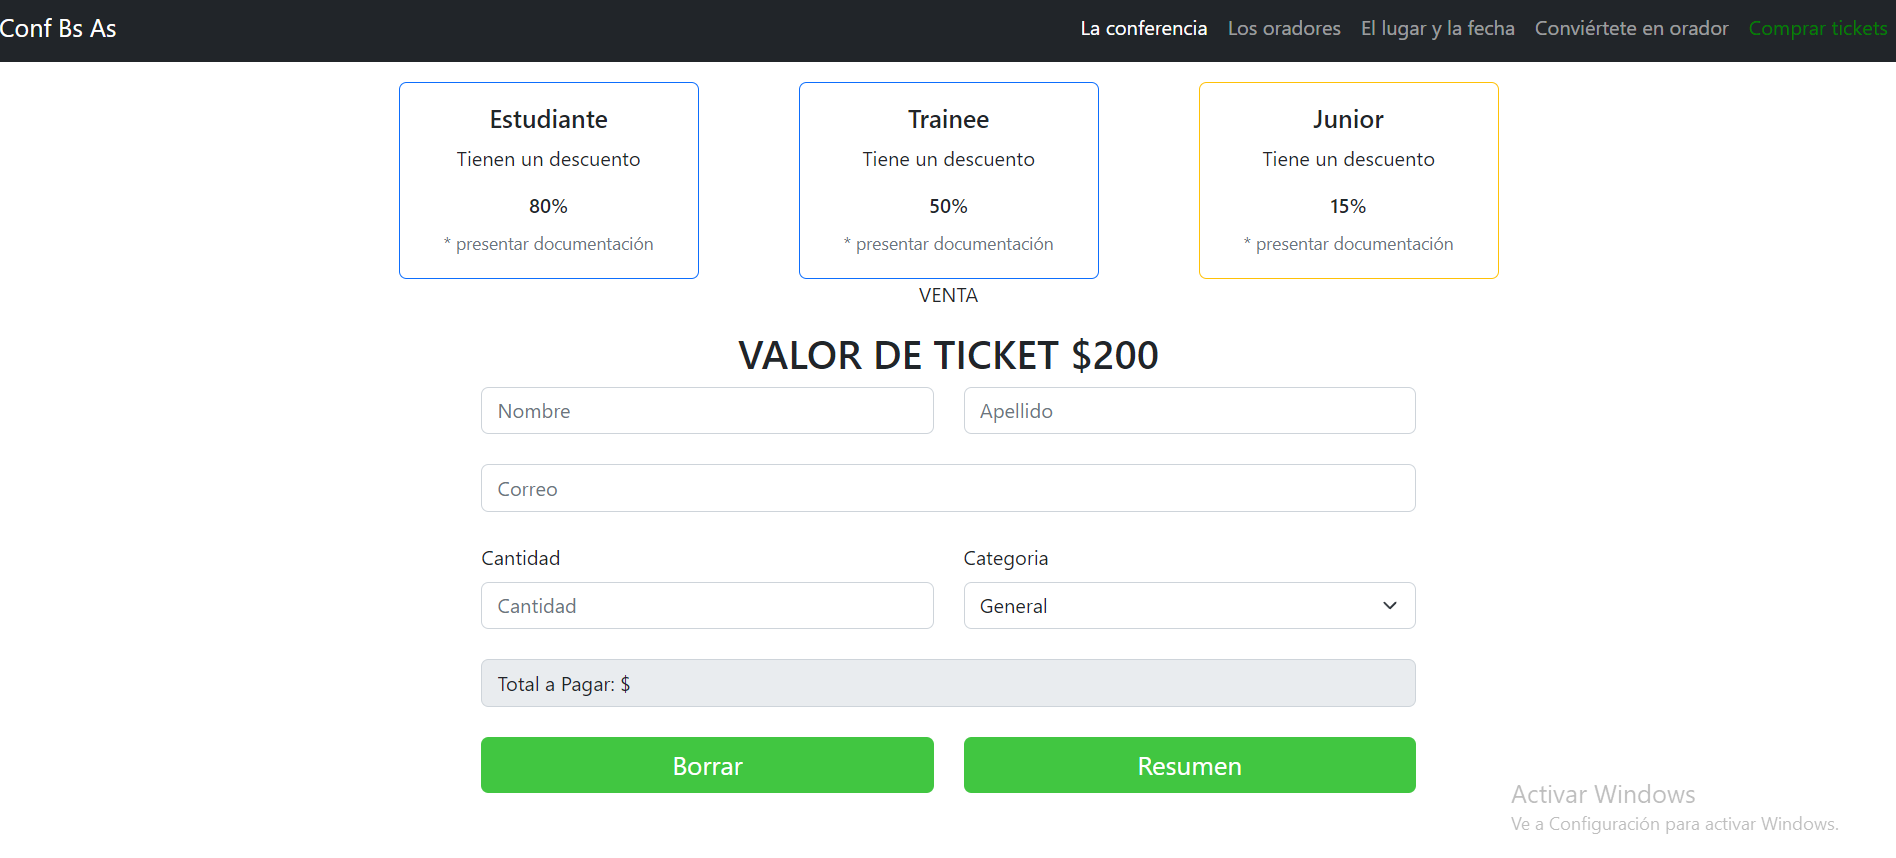 Conf Bs As
La conferencia Los oradores El lugar y la fecha Conviértete en orador Comprar tickets
Estudiante
Tienen un descuento
80%
* presentar documentación
Trainee
Tiene un descuento
50%
* presentar documentación
Junior
Tiene un descuento
15%
* presentar documentación
VENTA
VALOR DE TICKET $200
Nombre
Apellido
Correo
Cantidad
Categoria
Cantidad
General
Total a Pagar: $
Borrar
Resumen
Activar Windows
Ve a Configuración para activar Windows.